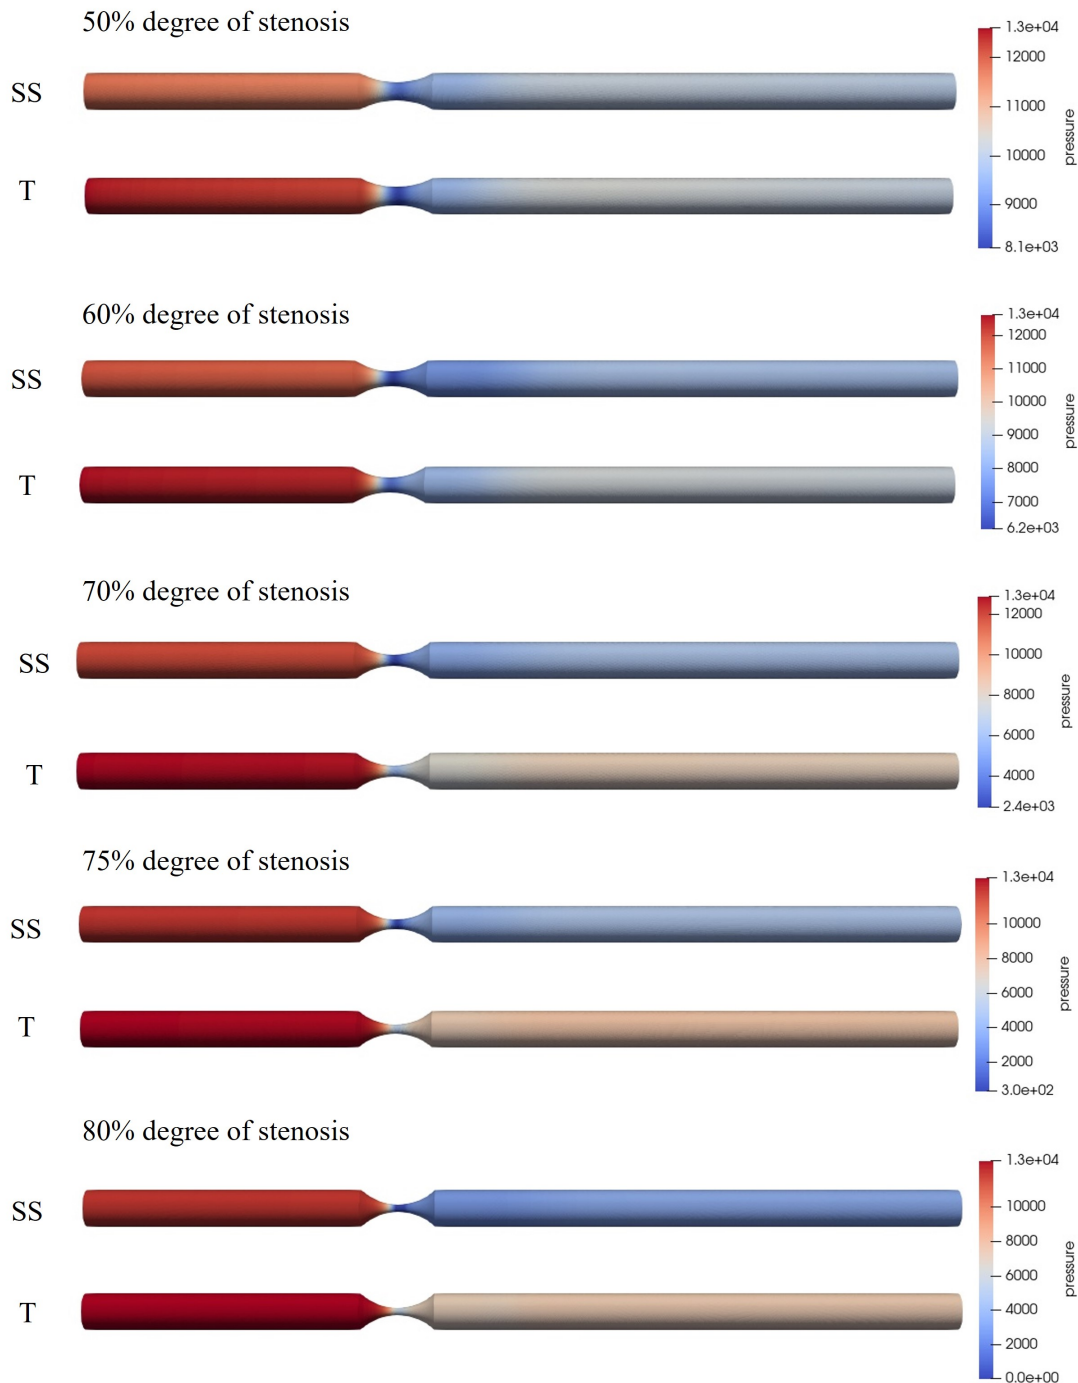 50% degree of stenosis
SS
T
1.3e+04
12000
11000
10000
9000
8.1e+03
pressure
60% degree of stenosis
SS
T
1.3e+04
12000
11000
10000
9000
8000
7000
6.2e+03
pressure
70% degree of stenosis
SS
T
1.3e+04
12000
10000
8000
6000
4000
2.4e+03
pressure
75% degree of stenosis
SS
T
1.3e+04
10000
8000
6000
4000
2000
3.0e+02
pressure
80% degree of stenosis
SS
T
1.3e+04
10000
8000
6000
4000
2000
0.0e+00
pressure